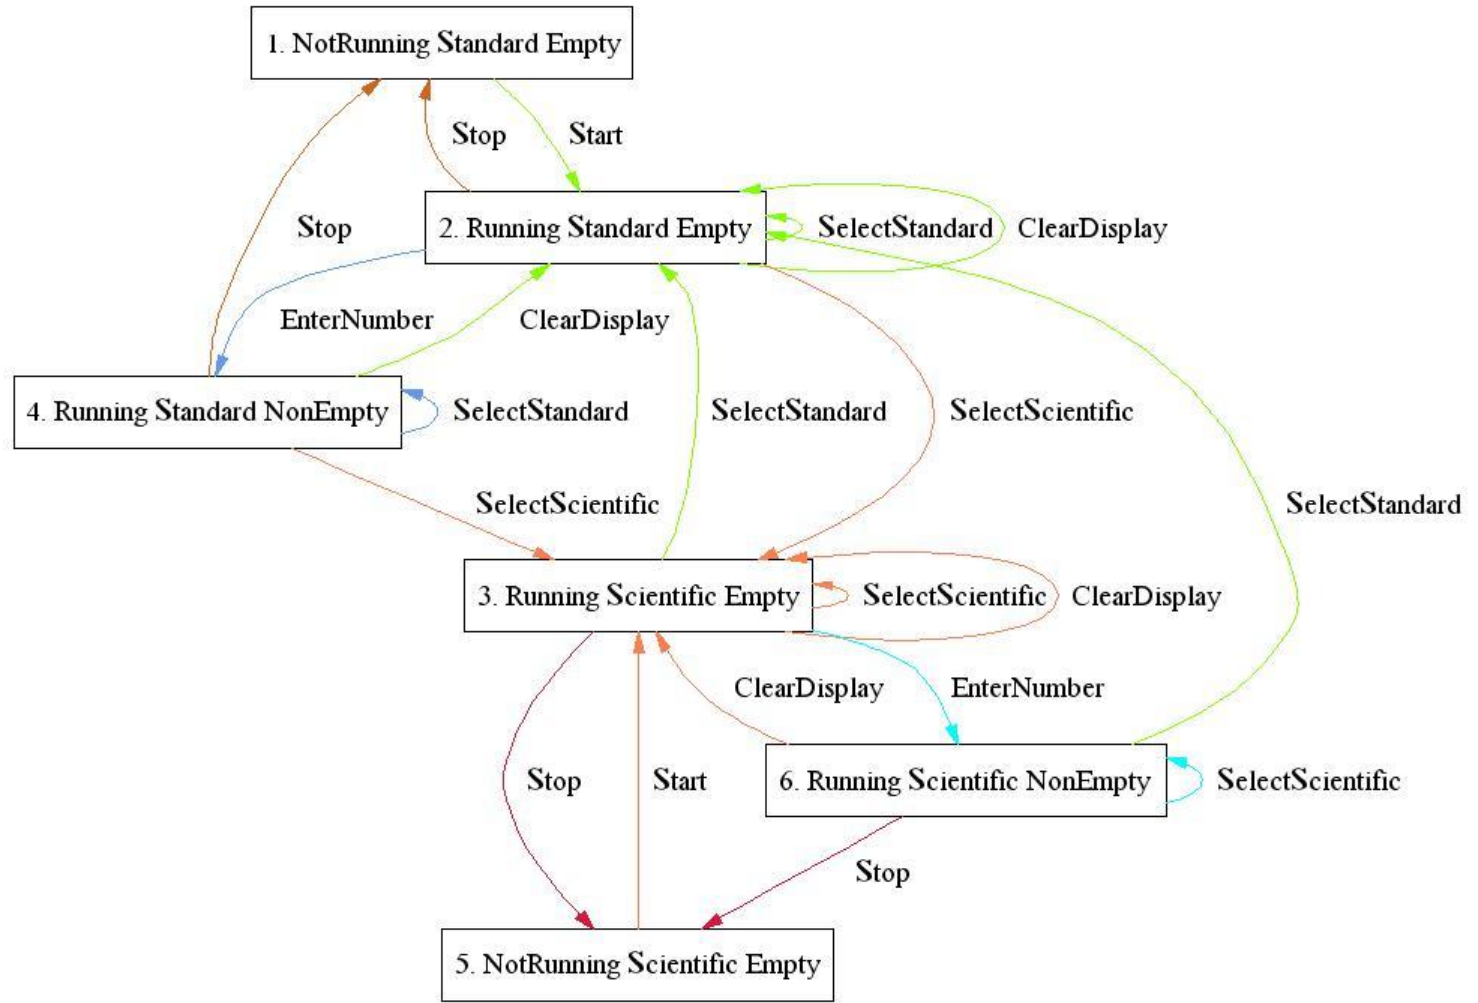 1. NotRunning Standard Empty
Stop
Start
Stop
2. Running Standard Empty
SelectStandard
ClearDisplay
EnterNumber
ClearDisplay
4. Running Standard NonEmpty
SelectStandard
SelectStandard
SelectScientific
SelectScientific
SelectStandard
3. Running Scientific Empty
SelectScientific
ClearDisplay
ClearDisplay
EnterNumber
Stop
Start
6. Running Scientific NonEmpty
SelectScientific
Stop
5. NotRunning Scientific Empty